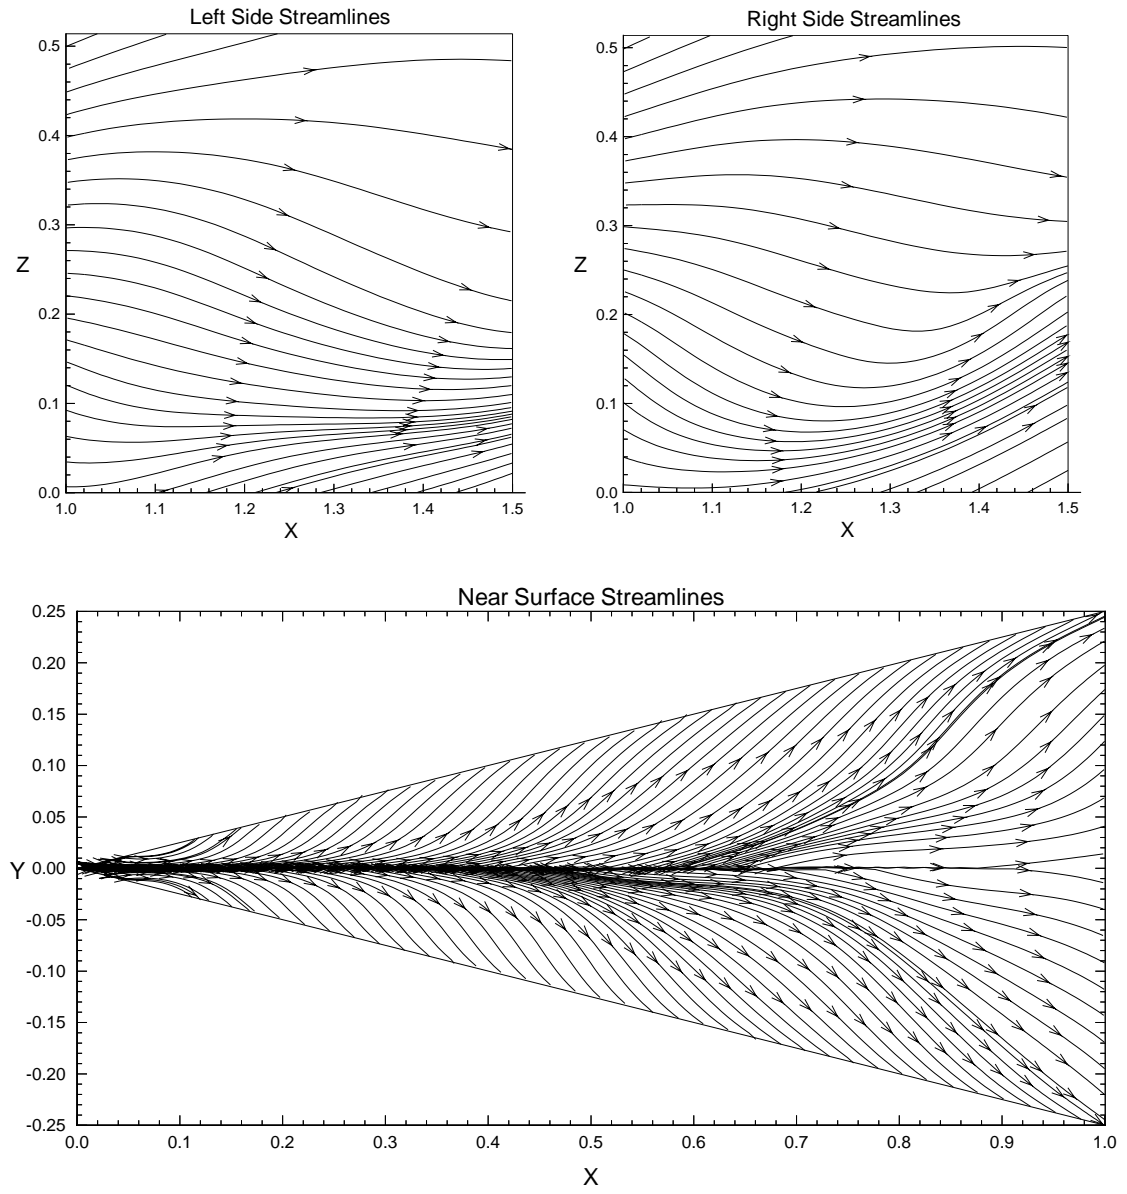 Left Side Streamlines
0.5
0.4
0.3
Z
0.2
0.1
0.0
1.0 1.1 1.2 1.3 1.4 1.5
X
Right Side Streamlines
0.5
0.4
0.3
Z
0.2
0.1
0.0
1.0 1.1 1.2 1.3 1.4 1.5
X
Near Surface Streamlines
0.25
0.20
0.15
0.10
0.05
Y 0.00
-0.05
-0.10
-0.15
-0.20
-0.25
0.0 0.1 0.2 0.3 0.4 0.5 0.6 0.7 0.8 0.9 1.0
X